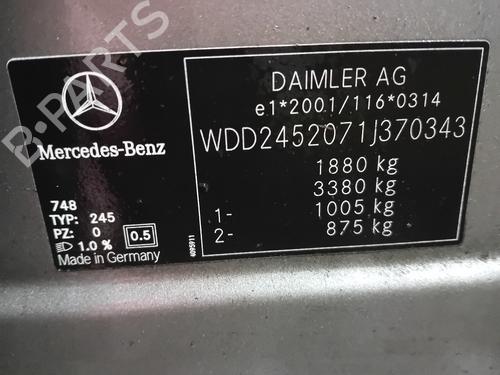 B-PARTS
DAIMLER AG
e1*2001/116*0314
WDD2452071J370343
1880 kg
3380 kg
1- 1005 kg
2- 875 kg
Mercedes-Benz
748
TYP: 245
PZ: 0
1.0 % 0.5
Made in Germany
4095911